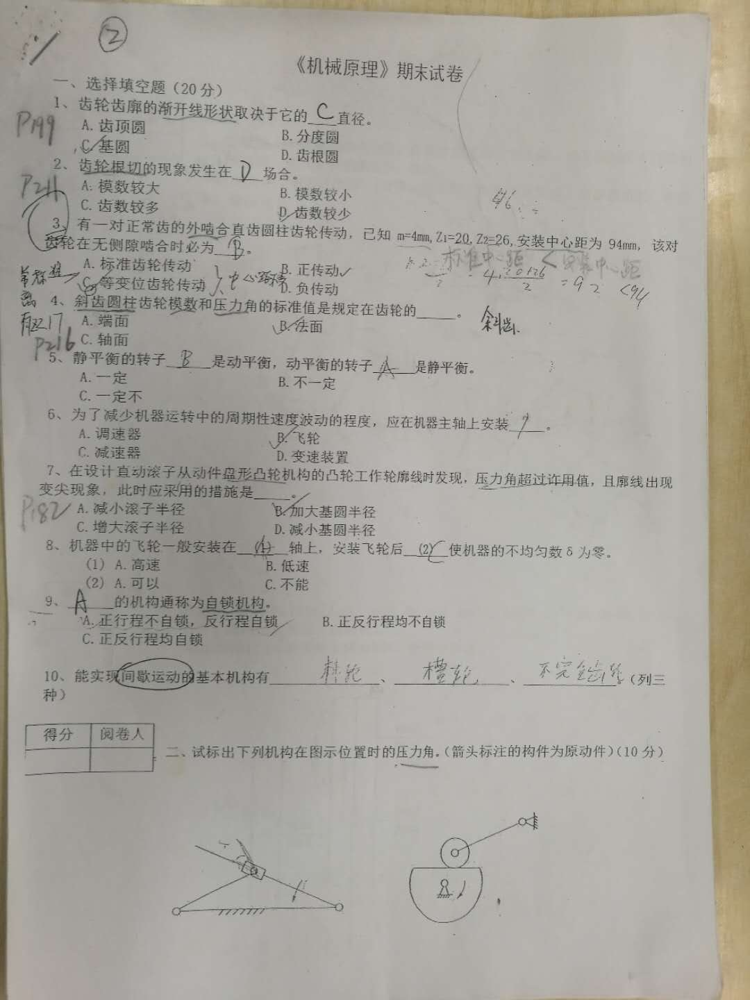 ②
《机械原理》期末试卷
一、选择填空题（20分）
1、齿轮齿廓的渐开线形状取决于它的 C 直径。
P199
A. 齿顶圆 B. 分度圆
C. 基圆 D. 齿根圆
2、齿轮根切的现象发生在 D 场合。
P211
A. 模数较大 B. 模数较小
C. 齿数较多 D. 齿数较少
3、有一对正常齿的外啮合直齿圆柱齿轮传动，已知 m=4mm, Z1=20, Z2=26, 安装中心距为 94mm，该对
齿轮在无侧隙啮合时必为 B 。
标准中心距 < 安装中心距
A. 标准齿轮传动 B. 正传动
C. 等变位齿轮传动 D. 负传动
4·(20+26)/2 =92 <94
4、斜齿圆柱齿轮模数和压力角的标准值是规定在齿轮的 。
斜齿
A. 端面 B. 法面
C. 轴面
P216
5、静平衡的转子 B 是动平衡，动平衡的转子 A 是静平衡。
A. 一定 B. 不一定
C. 一定不
6、为了减少机器运转中的周期性速度波动的程度，应在机器主轴上安装 。
A. 调速器 B. 飞轮
C. 减速器 D. 变速装置
7、在设计直动滚子从动件盘形凸轮机构的凸轮工作轮廓线时发现，压力角超过许用值，且廓线出现
变尖现象，此时应采用的措施是 。
P182
A. 减小滚子半径 B. 加大基圆半径
C. 增大滚子半径 D. 减小基圆半径
8、机器中的飞轮一般安装在 (1) 轴上，安装飞轮后 (2) 使机器的不均匀数 δ 为零。
(1) A. 高速 B. 低速
(2) A. 可以 C. 不能
9、 A 的机构通称为自锁机构。
A. 正行程不自锁，反行程自锁 B. 正反行程均不自锁
C. 正反行程均自锁
10、能实现间歇运动的基本机构有 棘轮 、 槽轮 、 不完全齿轮 。（列三
种）
得分 阅卷人
二、试标出下列机构在图示位置时的压力角。（箭头标注的构件为原动件）（10 分）